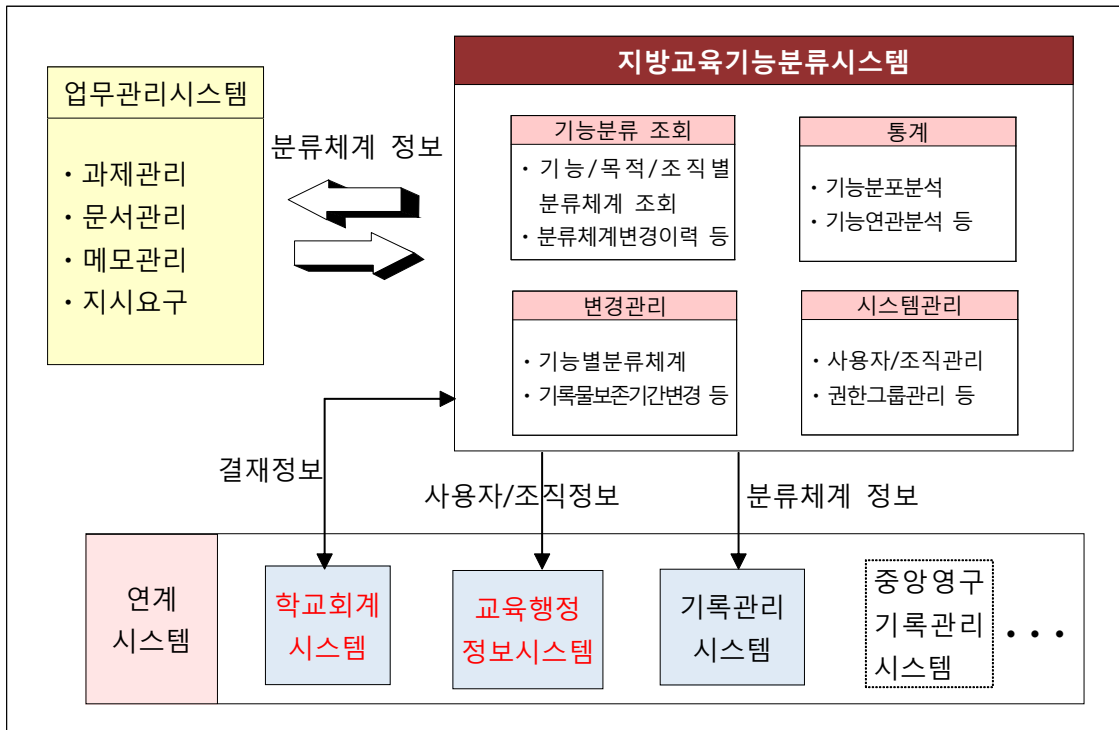 지방교육기능분류시스템
업무관리시스템
· 과제관리
· 문서관리
· 메모관리
· 지시요구
분류체계 정보
기능분류 조회
· 기능/목적/조직별
분류체계 조회
· 분류체계변경이력 등
통계
· 기능분포분석
· 기능연관분석 등
변경관리
· 기능별분류체계
· 기록물보존기간변경 등
시스템관리
· 사용자/조직관리
· 권한그룹관리 등
결재정보
사용자/조직정보
분류체계 정보
연계
시스템
학교회계
시스템
교육행정
정보시스템
기록관리
시스템
중앙영구
기록관리
시스템
...